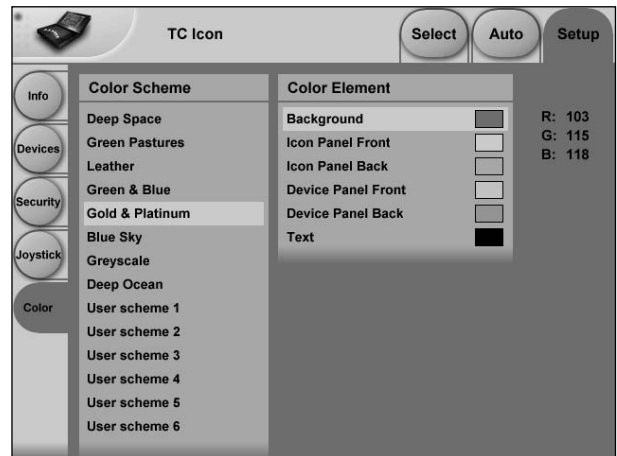 TC Icon
Select
Auto
Setup
Info
Devices
Security
Joystick
Color
Color Scheme
Deep Space
Green Pastures
Leather
Green & Blue
Gold & Platinum
Blue Sky
Greyscale
Deep Ocean
User scheme 1
User scheme 2
User scheme 3
User scheme 4
User scheme 5
User scheme 6
Color Element
Background
Icon Panel Front
Icon Panel Back
Device Panel Front
Device Panel Back
Text
R: 103
G: 115
B: 118